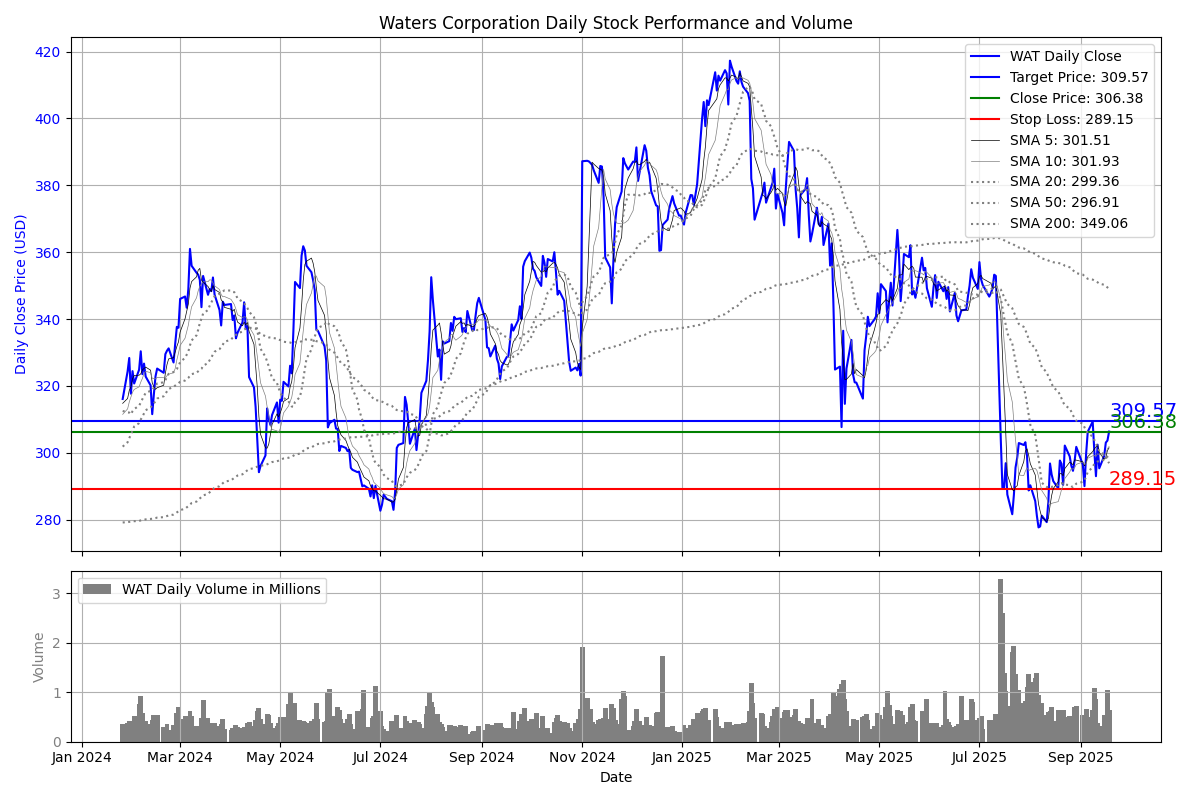 Waters Corporation Daily Stock Performance and Volume
420
400
380
360
340
320
300
280
Daily Close Price (USD)
WAT Daily Close
Target Price: 309.57
Close Price: 306.38
Stop Loss: 289.15
SMA 5: 301.51
SMA 10: 301.93
SMA 20: 299.36
SMA 50: 296.91
SMA 200: 349.06
309.57
306.38
289.15
WAT Daily Volume in Millions
3
2
1
0
Volume
Jan 2024 Mar 2024 May 2024 Jul 2024 Sep 2024 Nov 2024 Jan 2025 Mar 2025 May 2025 Jul 2025 Sep 2025
Date